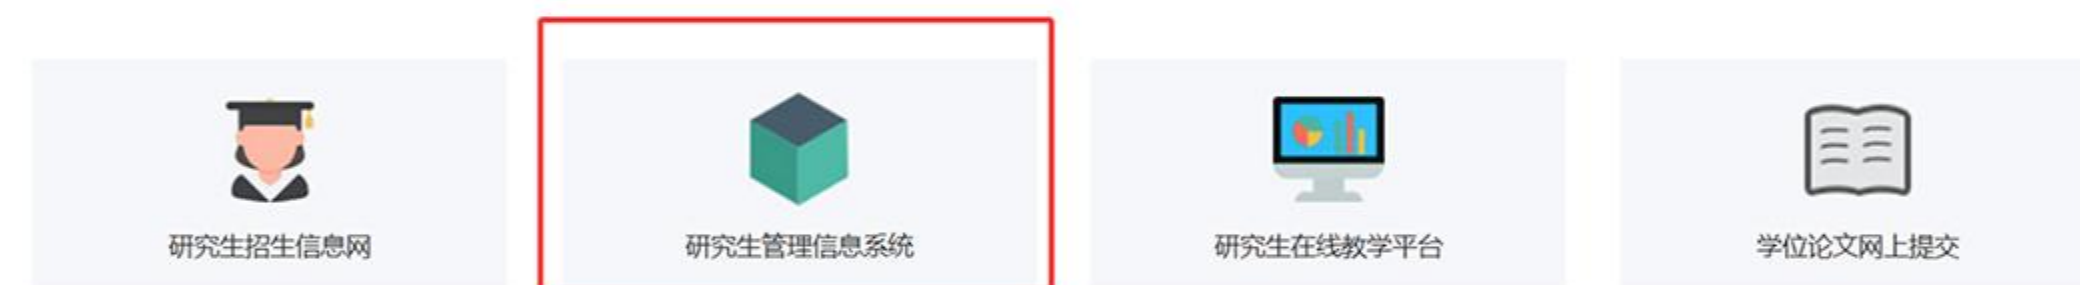 研究生招生信息网
研究生管理信息系统
研究生在线教学平台
学位论文网上提交